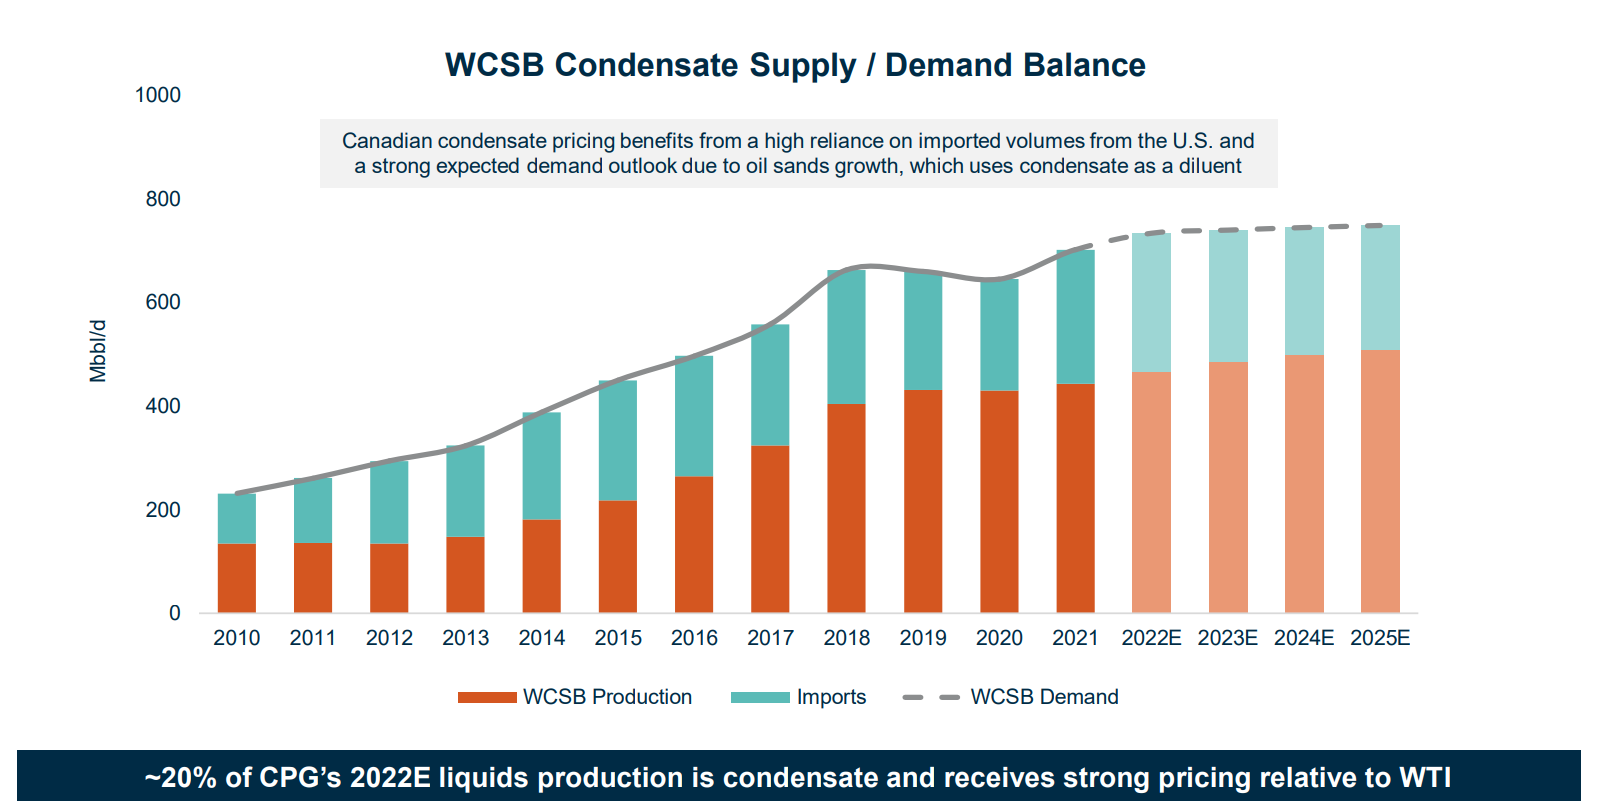 WCSB Condensate Supply / Demand Balance
1000
Canadian condensate pricing benefits from a high reliance on imported volumes from the U.S. and
a strong expected demand outlook due to oil sands growth, which uses condensate as a diluent
800
600
Mbbl/d
400
200
0
2010 2011 2012 2013 2014 2015 2016 2017 2018 2019 2020 2021 2022E 2023E 2024E 2025E
WCSB Production Imports WCSB Demand
~20% of CPG’s 2022E liquids production is condensate and receives strong pricing relative to WTI